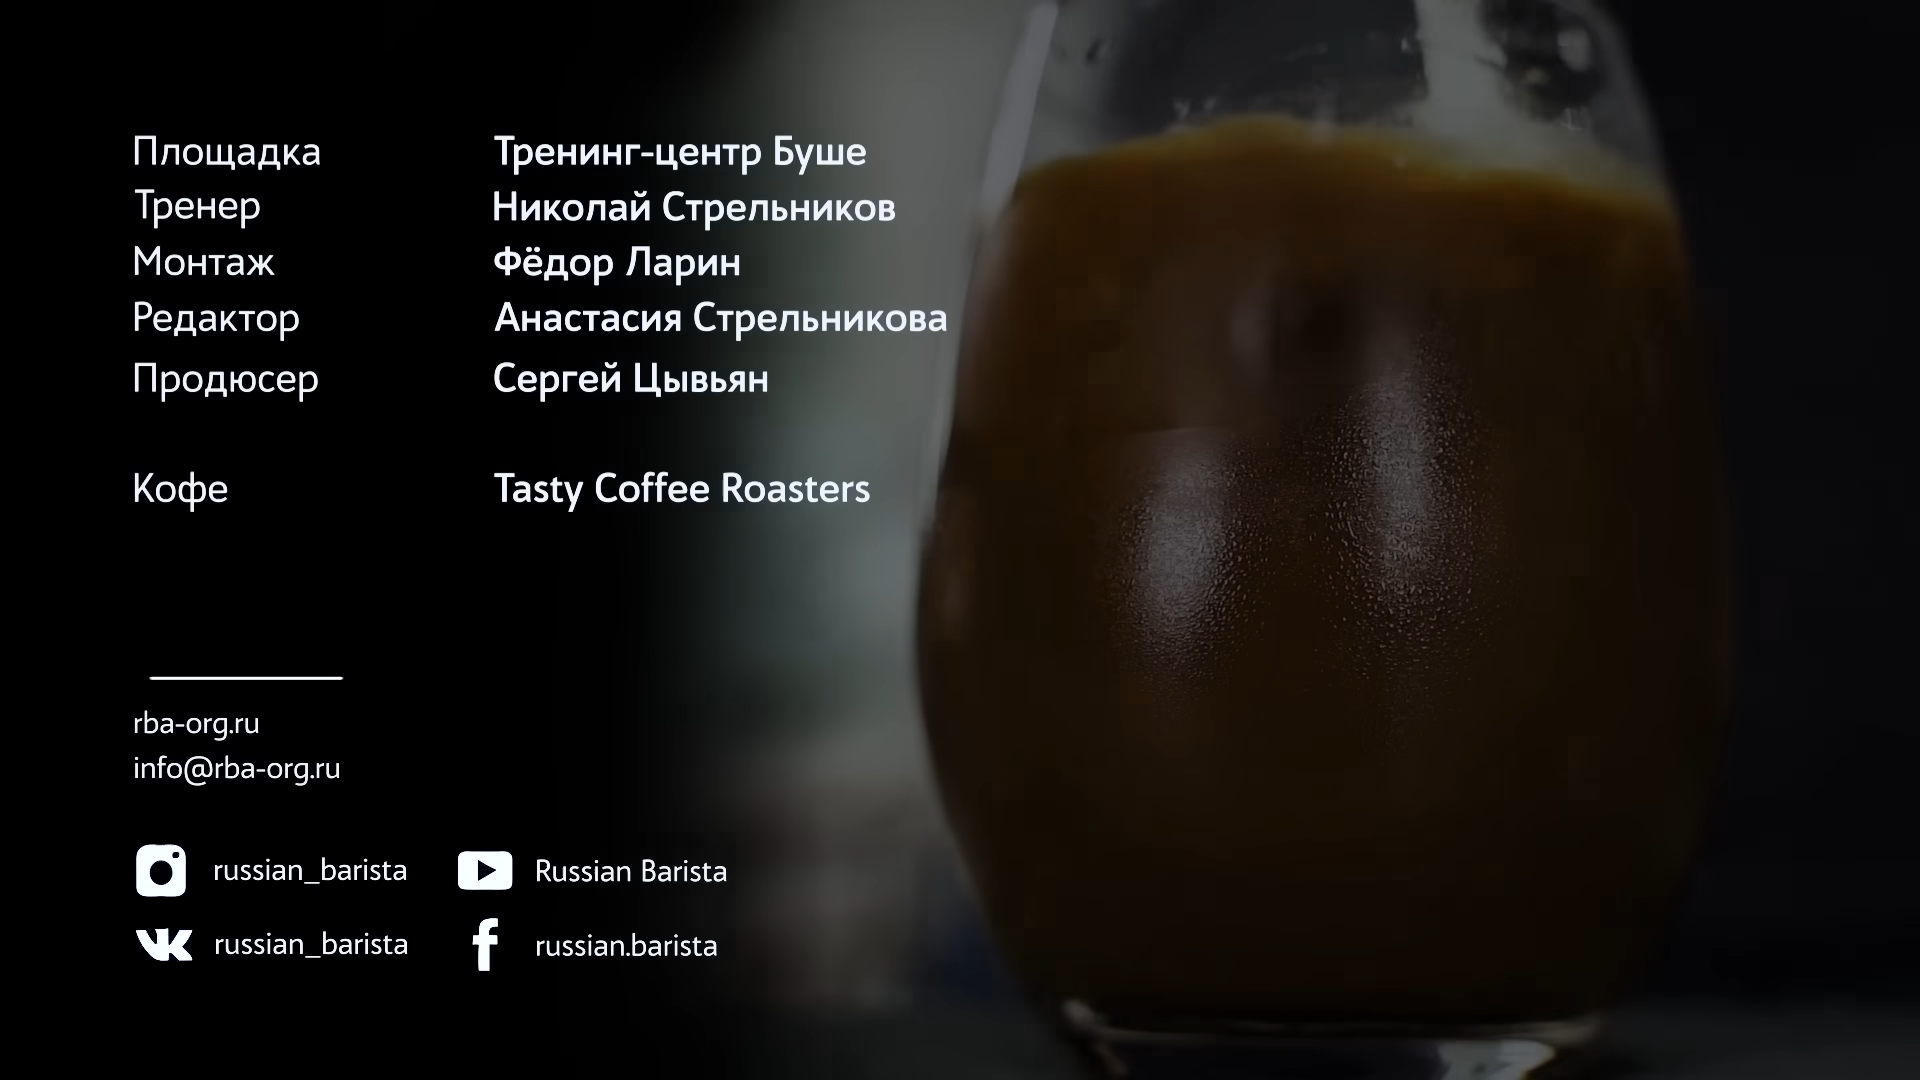 Площадка Тренинг-центр Буше
Тренер Николай Стрельников
Монтаж Фёдор Ларин
Редактор Анастасия Стрельникова
Продюсер Сергей Цывьян
Кофе Tasty Coffee Roasters
rba-org.ru
info@rba-org.ru
russian_barista Russian Barista
russian_barista russian.barista